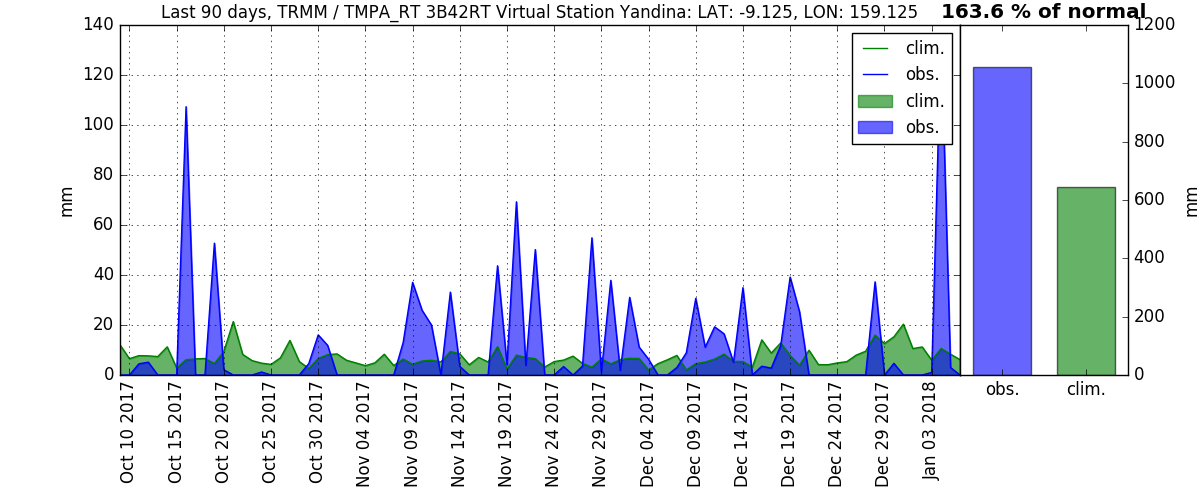 Last 90 days, TRMM / TMPA_RT 3B42RT Virtual Station Yandina: LAT: -9.125, LON: 159.125
163.6 % of normal
140
120
100
80
60
40
20
0
mm
clim.
obs.
clim.
obs.
1200
1000
800
600
400
200
0
mm
Oct 10 2017
Oct 15 2017
Oct 20 2017
Oct 25 2017
Oct 30 2017
Nov 04 2017
Nov 09 2017
Nov 14 2017
Nov 19 2017
Nov 24 2017
Nov 29 2017
Dec 04 2017
Dec 09 2017
Dec 14 2017
Dec 19 2017
Dec 24 2017
Dec 29 2017
Jan 03 2018
obs.
clim.